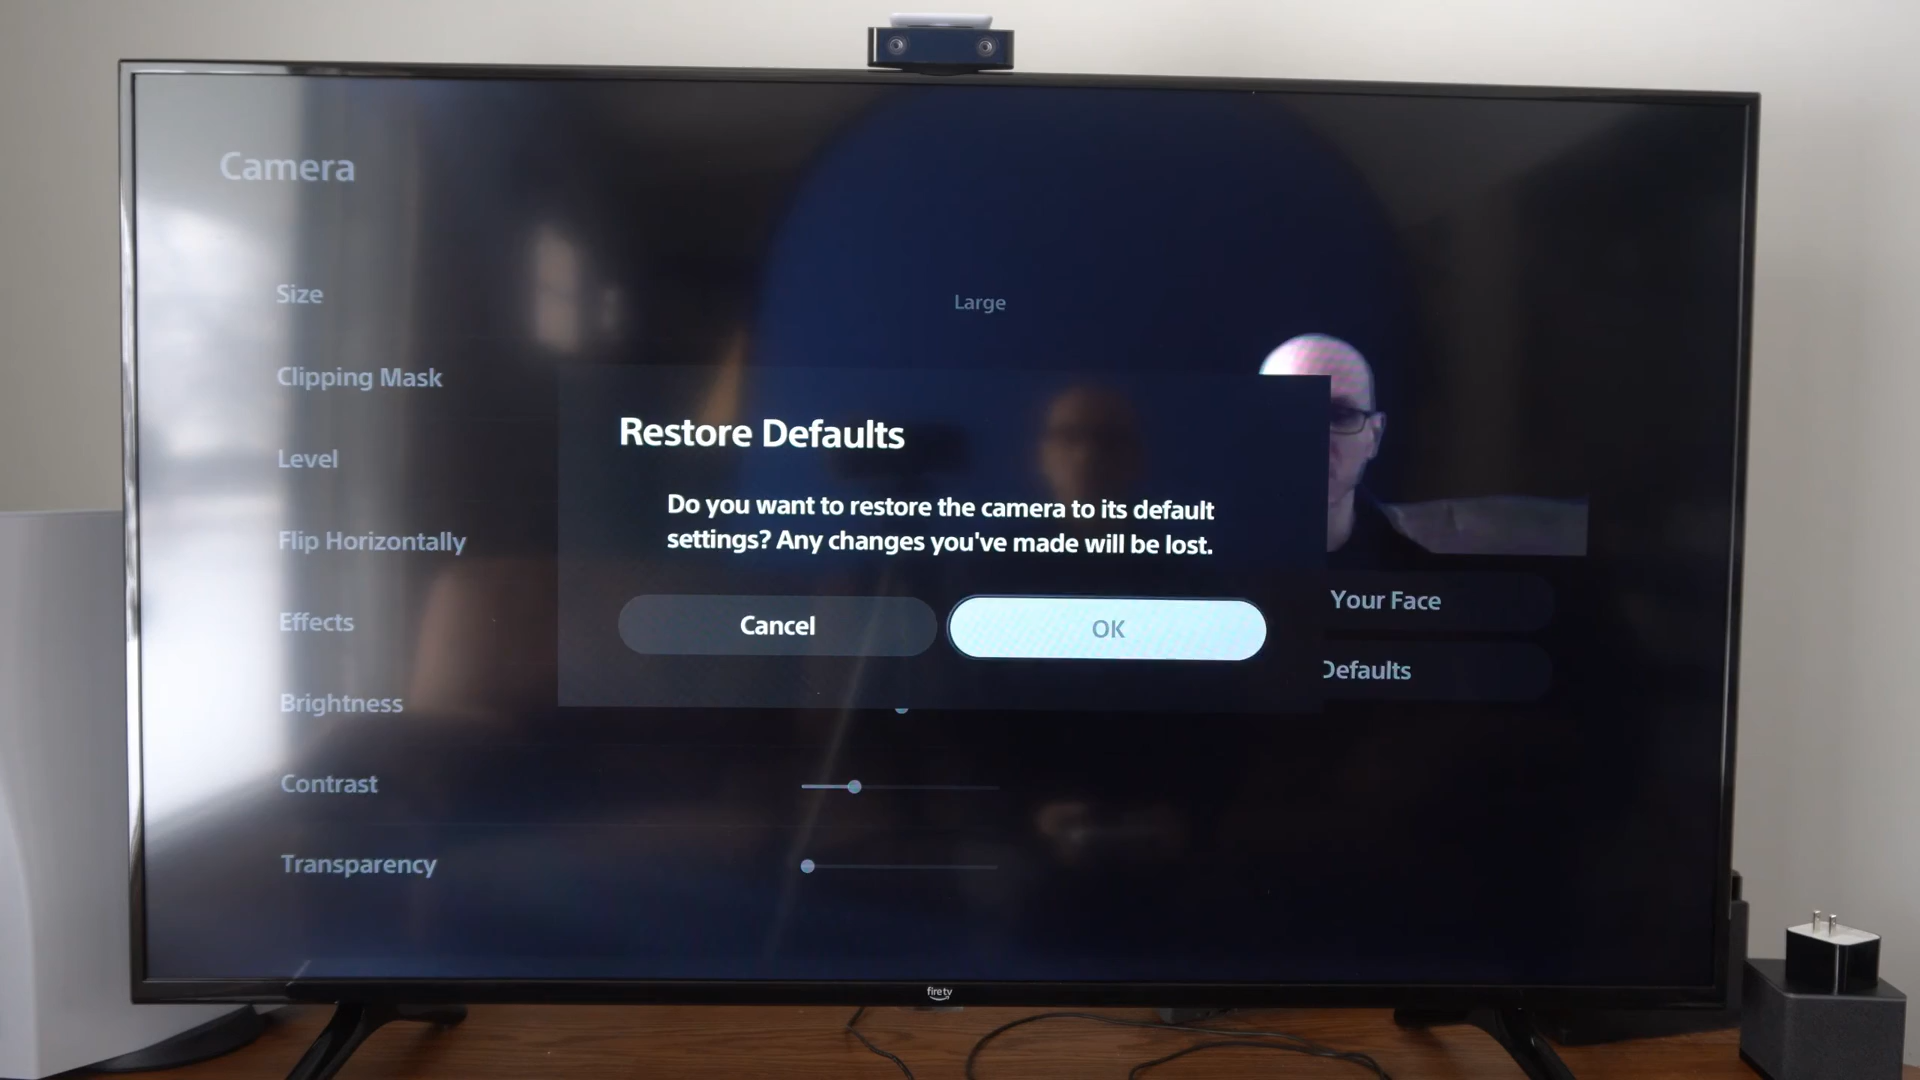 Camera
Size
Large
Clipping Mask
Level
Flip Horizontally
Effects
Brightness
Contrast
Transparency
Restore Defaults
Do you want to restore the camera to its default
settings? Any changes you've made will be lost.
Cancel
OK
Your Face
Defaults
fire tv